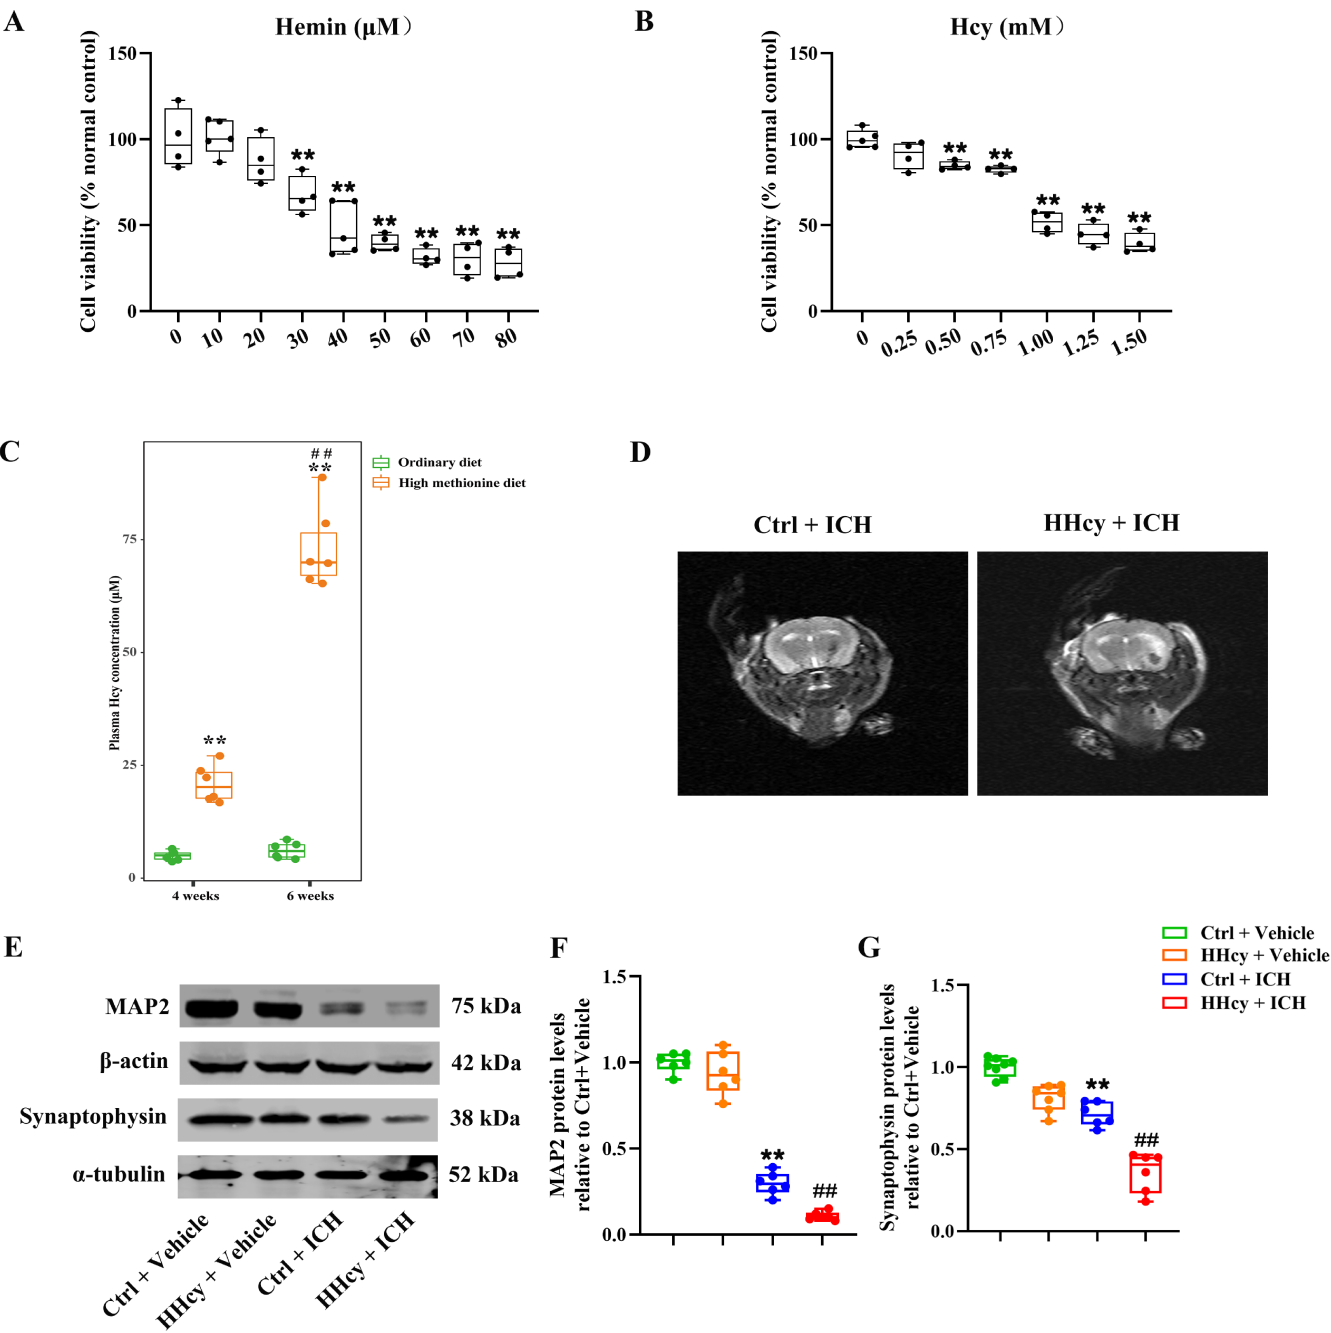 A
Hemin (μM)
Cell viability (% normal control)
150
100
50
0
** ** ** ** ** **
0 10 20 30 40 50 60 70 80
B
Hcy (mM)
Cell viability (% normal control)
150
100
50
0
** ** ** ** **
0 0.25 0.50 0.75 1.00 1.25 1.50
C
Plasma Hcy concentration (μM)
75
50
25
0
**
##
**
4 weeks 6 weeks
Ordinary diet
High methionine diet
D
Ctrl + ICH HHcy + ICH
E
MAP2 75 kDa
β-actin 42 kDa
Synaptophysin 38 kDa
α-tubulin 52 kDa
Ctrl + Vehicle
HHcy + Vehicle
Ctrl + ICH
HHcy + ICH
F
MAP2 protein levels
relative to Ctrl+Vehicle
1.5
1.0
0.5
0.0
**
##
G
Synaptophysin protein levels
relative to Ctrl+Vehicle
1.5
1.0
0.5
0.0
**
##
Ctrl + Vehicle
HHcy + Vehicle
Ctrl + ICH
HHcy + ICH